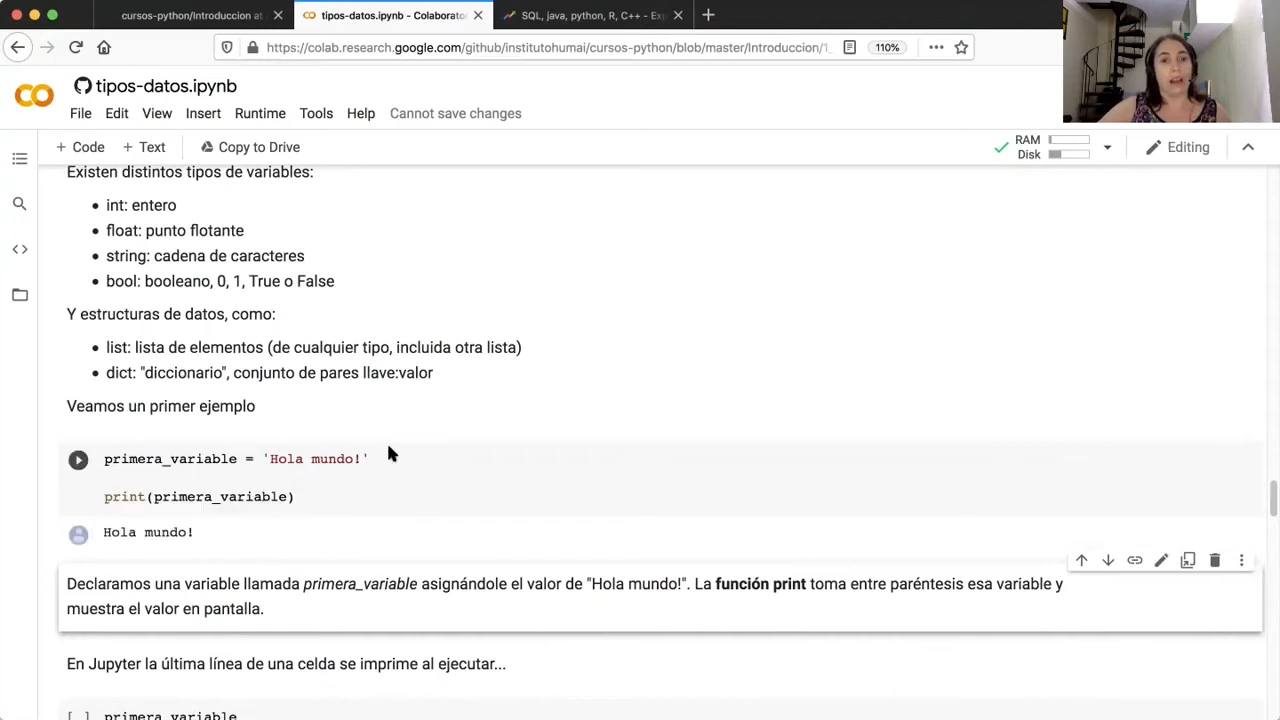 cursos-python/Introduccion at
tipos-datos.ipynb - Colaborator
SQL, java, python, R, C++ - Exp
https://colab.research.google.com/github/institutohumai/cursos-python/blob/master/Introduccion/1_
110%
tipos-datos.ipynb
File Edit View Insert Runtime Tools Help Cannot save changes
+ Code + Text Copy to Drive
RAM
Disk
Editing
Existen distintos tipos de variables:
• int: entero
• float: punto flotante
• string: cadena de caracteres
• bool: booleano, 0, 1, True o False
Y estructuras de datos, como:
• list: lista de elementos (de cualquier tipo, incluida otra lista)
• dict: "diccionario", conjunto de pares llave:valor
Veamos un primer ejemplo
primera_variable = 'Hola mundo!'
print(primera_variable)
Hola mundo!
Declaramos una variable llamada primera_variable asignándole el valor de "Hola mundo!". La función print toma entre paréntesis esa variable y
muestra el valor en pantalla.
En Jupyter la última línea de una celda se imprime al ejecutar...
[ ] primera_variable